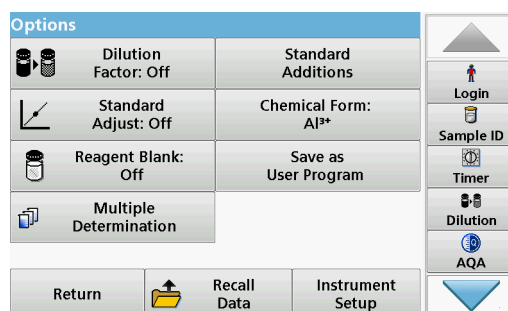 Options
Dilution
Factor: Off
Standard
Additions
Standard
Adjust: Off
Chemical Form:
Al³⁺
Reagent Blank:
Off
Save as
User Program
Multiple
Determination
Return
Recall
Data
Instrument
Setup
Login
Sample ID
Timer
Dilution
AQA